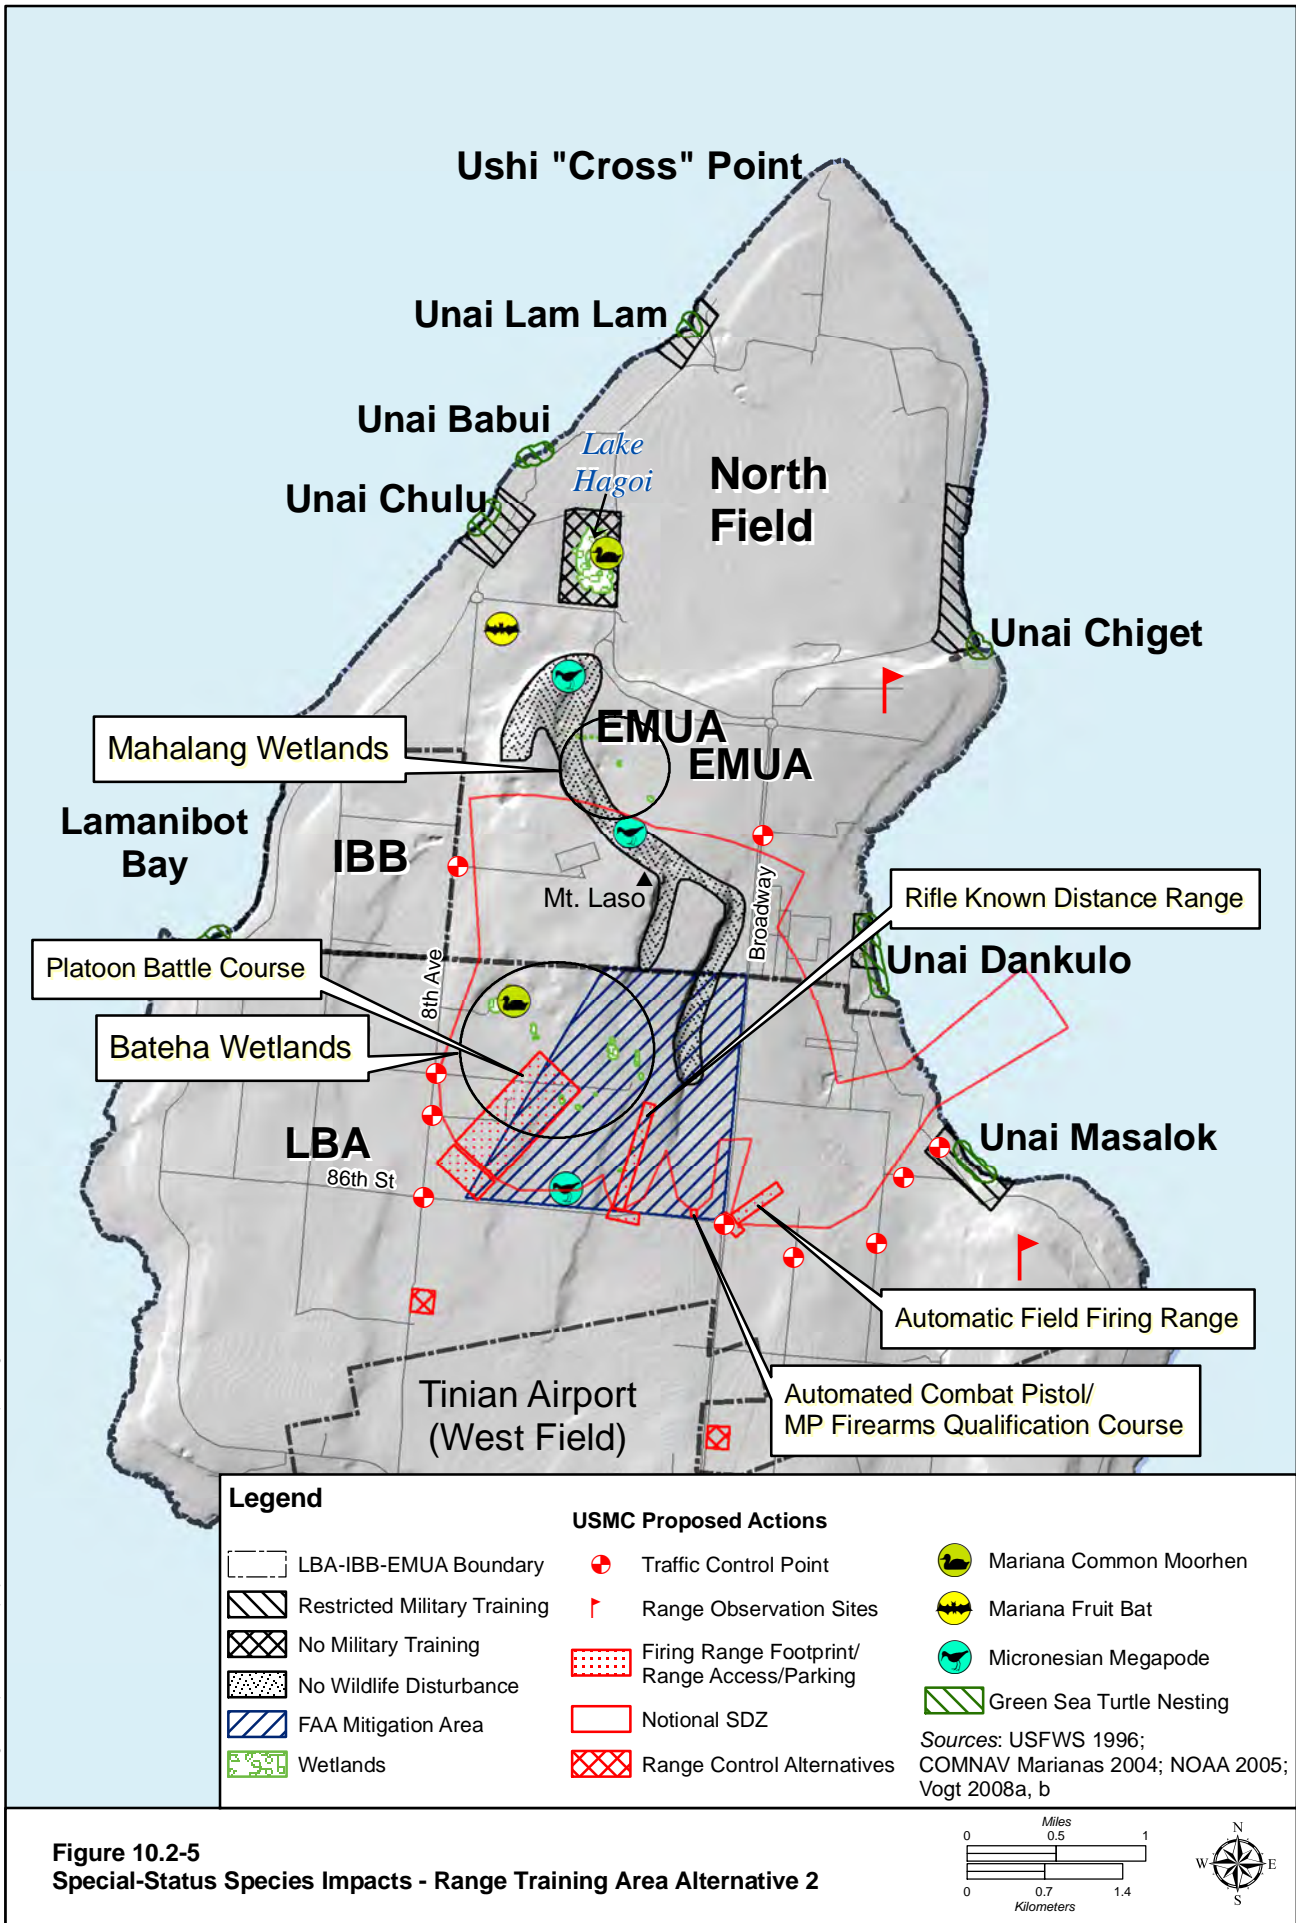 Ushi "Cross" Point
Unai Lam Lam
Unai Babui
Lake
Hagoi
North
Field
Unai Chulu
Unai Chiget
EMUA
EMUA
Mahalang Wetlands
Lamanibot
Bay
IBB
Mt. Laso
Broadway
Rifle Known Distance Range
Unai Dankulo
Platoon Battle Course
8th Ave
Bateha Wetlands
LBA
86th St
Unai Masalok
Automatic Field Firing Range
Tinian Airport
(West Field)
Automated Combat Pistol/
MP Firearms Qualification Course
Legend
LBA-IBB-EMUA Boundary
Restricted Military Training
No Military Training
No Wildlife Disturbance
FAA Mitigation Area
Wetlands
USMC Proposed Actions
Traffic Control Point
Range Observation Sites
Firing Range Footprint/
Range Access/Parking
Notional SDZ
Range Control Alternatives
Mariana Common Moorhen
Mariana Fruit Bat
Micronesian Megapode
Green Sea Turtle Nesting
Sources: USFWS 1996;
COMNAV Marianas 2004; NOAA 2005;
Vogt 2008a, b
Figure 10.2-5
Special-Status Species Impacts - Range Training Area Alternative 2
Miles
0 0.5 1
0 0.7 1.4
Kilometers
N
W E
S